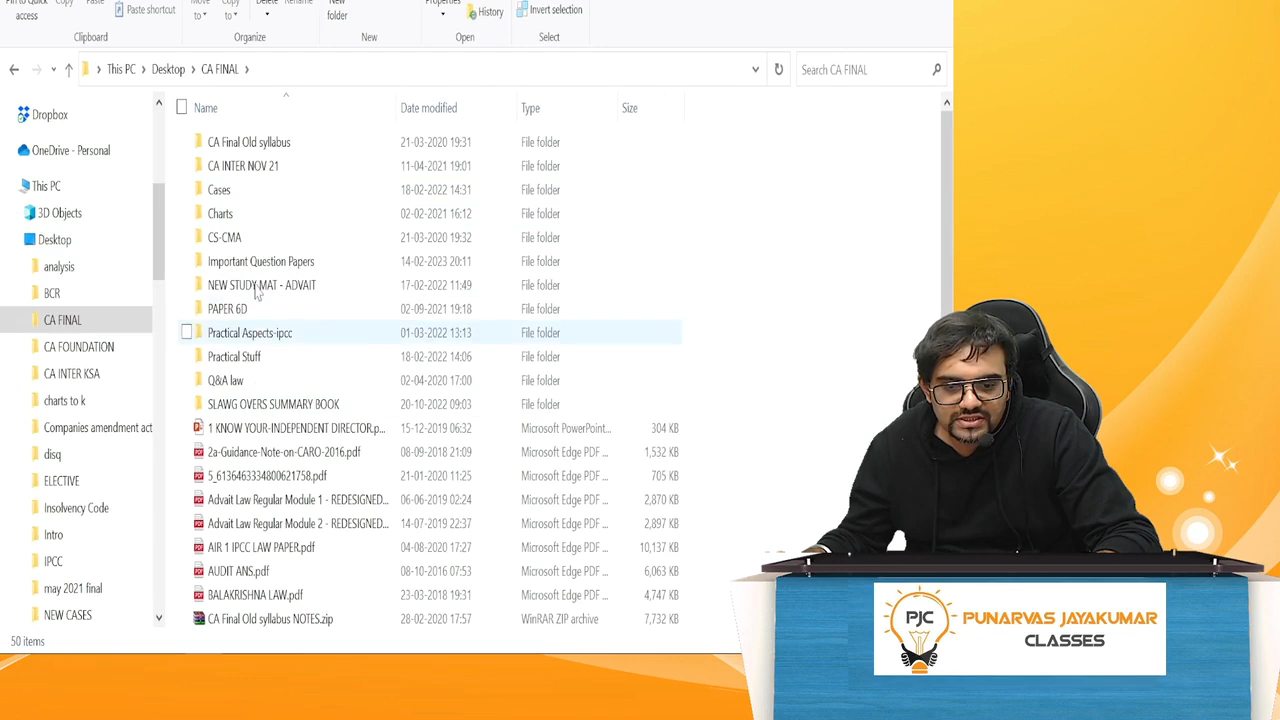 Pin to Quick access
Copy
Paste
Paste shortcut
Move to
Copy to
Delete
Rename
New folder
Properties
History
Invert selection
Clipboard
Organize
New
Open
Select
This PC > Desktop > CA FINAL >
Search CA FINAL
Name Date modified Type Size
Dropbox
OneDrive - Personal
This PC
3D Objects
Desktop
analysis
BCR
CA FINAL
CA FOUNDATION
CA INTER KSA
charts to k
Companies amendment act
disq
ELECTIVE
Insolvency Code
Intro
IPCC
may 2021 final
NEW CASES
CA Final Old syllabus 21-03-2020 19:31 File folder
CA INTER NOV 21 11-04-2021 19:01 File folder
Cases 18-02-2022 14:31 File folder
Charts 02-02-2021 16:12 File folder
CS-CMA 21-03-2020 19:32 File folder
Important Question Papers 14-02-2023 20:11 File folder
NEW STUDY MAT - ADVAIT 17-02-2022 11:49 File folder
PAPER 6D 02-09-2021 19:18 File folder
Practical Aspects-ipcc 01-03-2022 13:13 File folder
Practical Stuff 18-02-2022 14:06 File folder
Q&A law 02-04-2020 17:00 File folder
SLAWG OVERS SUMMARY BOOK 20-10-2022 09:03 File folder
1 KNOW YOUR INDEPENDENT DIRECTOR.p... 15-12-2019 06:32 Microsoft PowerPoint... 304 KB
2a-Guidance-Note-on-CARO-2016.pdf 08-09-2018 21:09 Microsoft Edge PDF ... 1,532 KB
5_6136463334800621758.pdf 21-01-2020 11:25 Microsoft Edge PDF ... 705 KB
Advait Law Regular Module 1 - REDESIGNED... 06-06-2019 02:24 Microsoft Edge PDF ... 2,870 KB
Advait Law Regular Module 2 - REDESIGNED... 14-07-2019 22:37 Microsoft Edge PDF ... 2,897 KB
AIR 1 IPCC LAW PAPER.pdf 04-08-2020 17:27 Microsoft Edge PDF ... 10,137 KB
AUDIT ANS.pdf 08-10-2016 07:53 Microsoft Edge PDF ... 6,063 KB
BALAKRISHNA LAW.pdf 23-03-2018 19:31 Microsoft Edge PDF ... 4,747 KB
CA Final Old syllabus NOTES.zip 28-02-2020 17:57 WinRAR ZIP archive 7,732 KB
50 items
PJC
PUNARVAS JAYAKUMAR
CLASSES